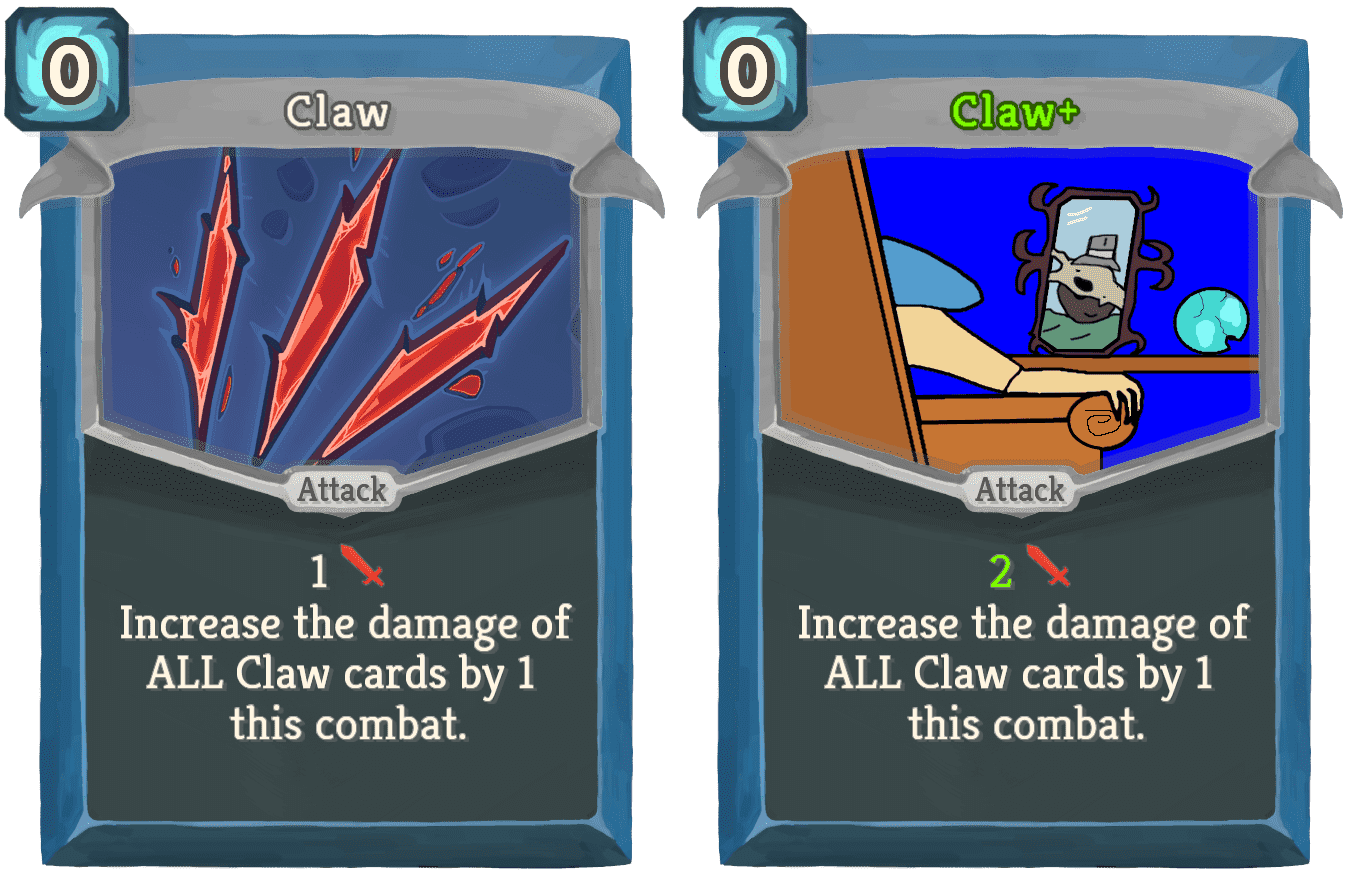 0
Claw
Attack
1
Increase the damage of
ALL Claw cards by 1
this combat.
0
Claw+
Attack
2
Increase the damage of
ALL Claw cards by 1
this combat.